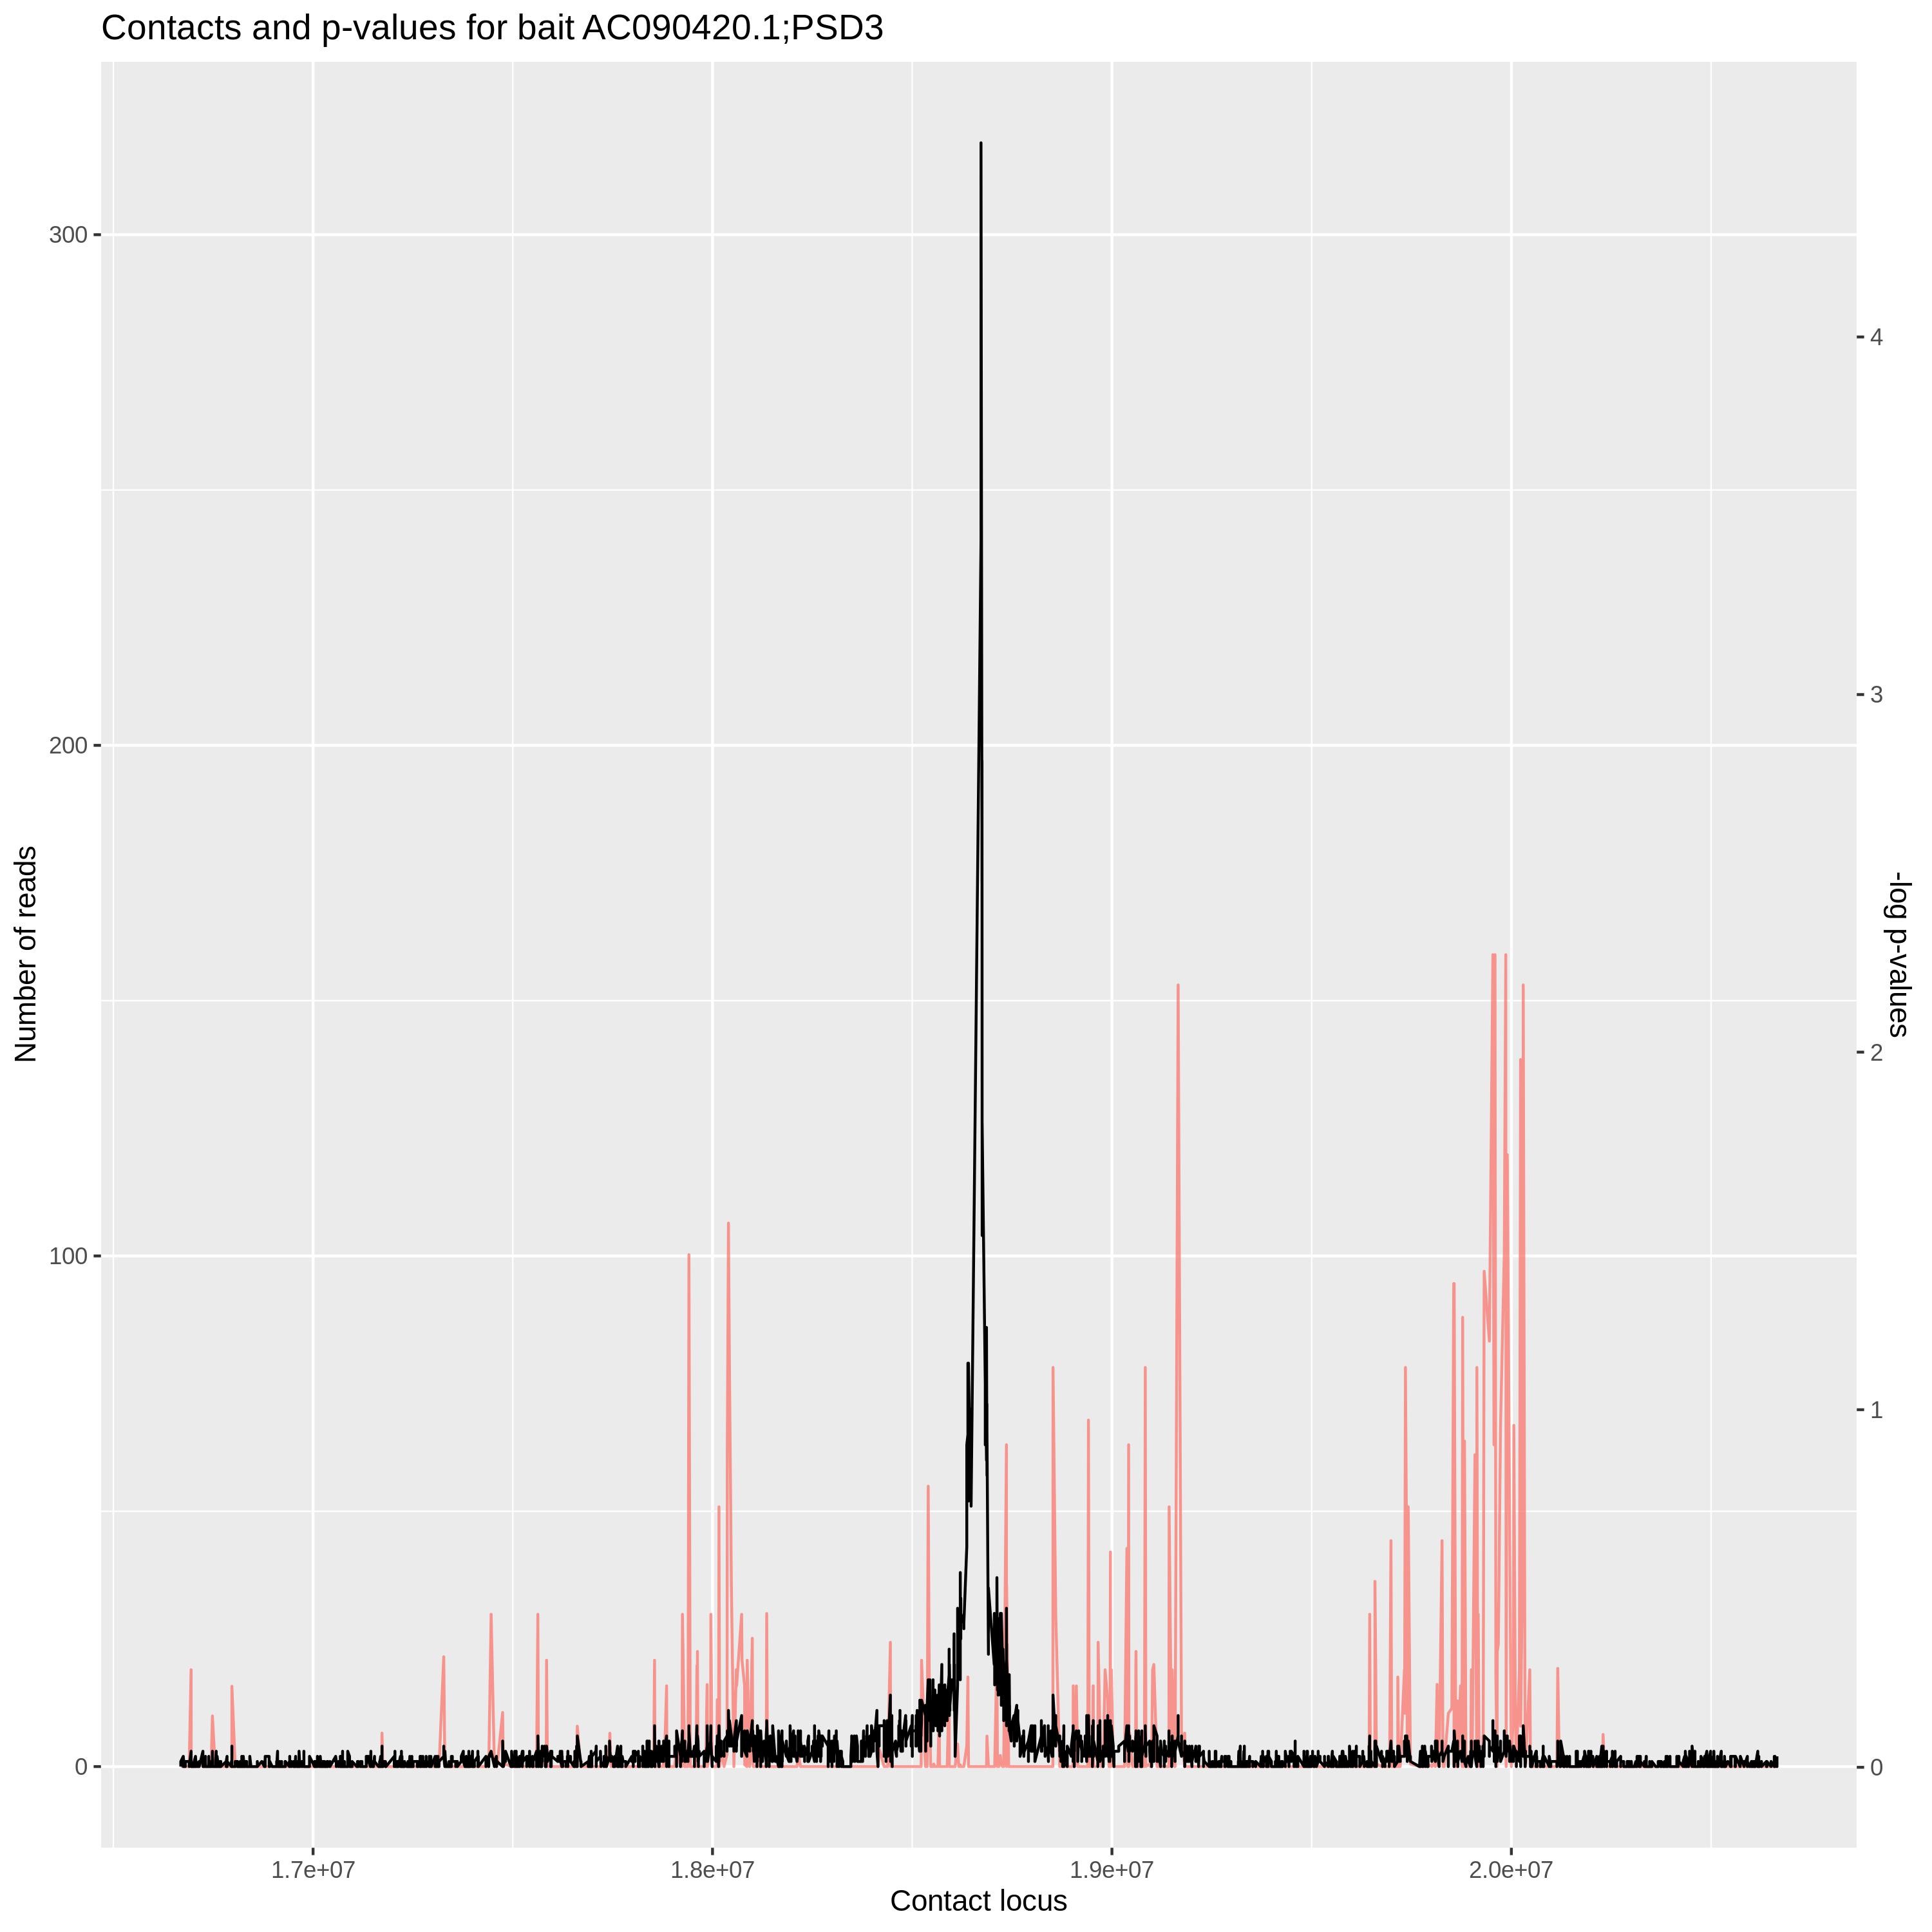 Contacts and p-values for bait AC090420.1;PSD3
300
200
100
0
Number of reads
4
3
2
1
0
-log p-values
1.7e+07
1.8e+07
1.9e+07
2.0e+07
Contact locus